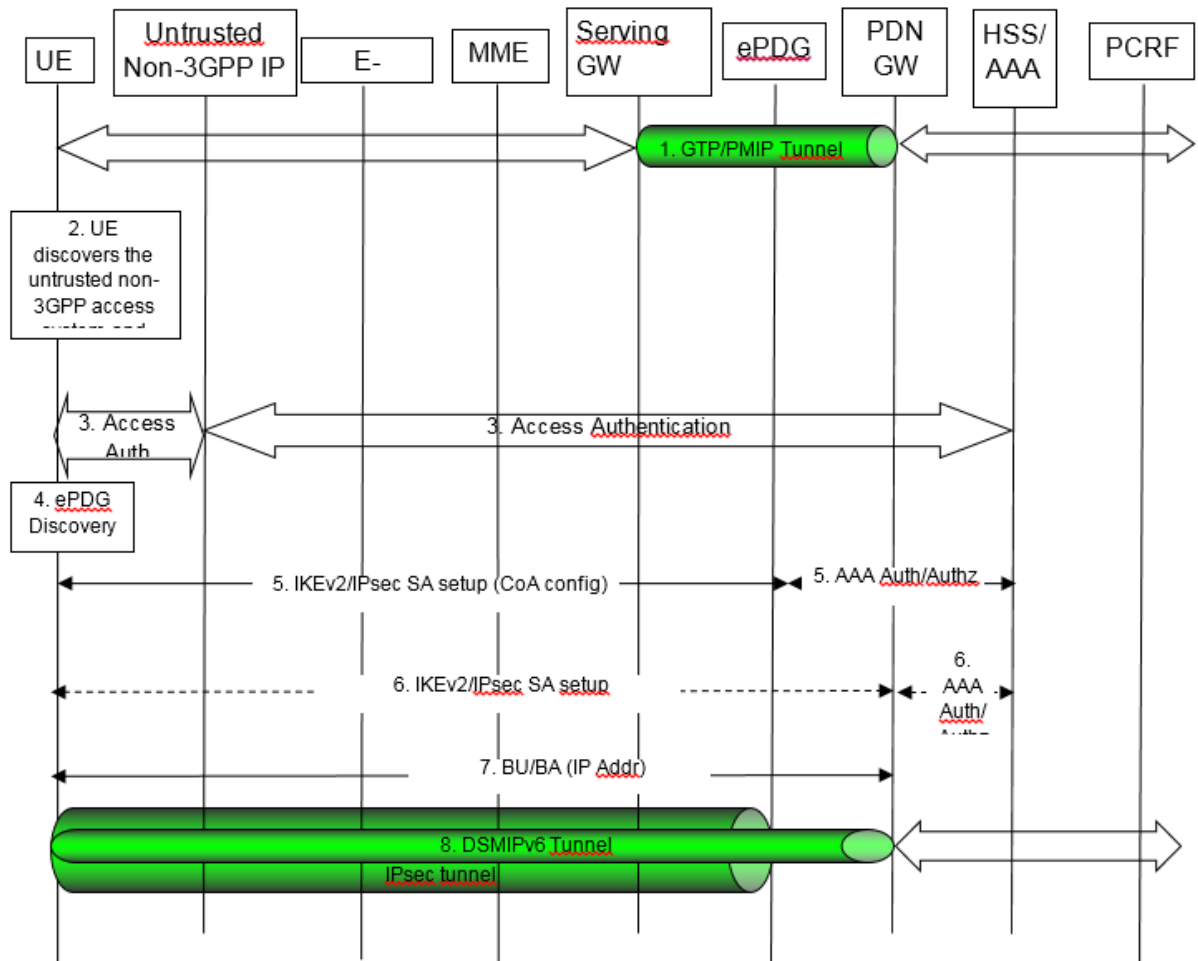 UE
Untrusted
Non-3GPP IP
E-
MME
Serving
GW
ePDG
PDN
GW
HSS/
AAA
PCRF
1. GTP/PMIP Tunnel
2. UE
discovers the
untrusted non-
3GPP access
system and
3. Access
Auth
3. Access Authentication
4. ePDG
Discovery
5. IKEv2/IPsec SA setup (CoA config)
5. AAA Auth/Authz
6. IKEv2/IPsec SA setup
6.
AAA
Auth/
Authz
7. BU/BA (IP Addr)
8. DSMIPv6 Tunnel
IPsec tunnel